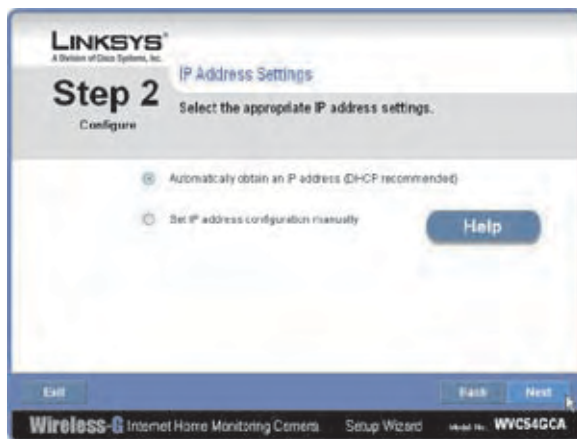 LINKSYS®
A Division of Cisco Systems, Inc.
Step 2
Configure
IP Address Settings
Select the appropriate IP address settings.
Automatically obtain an IP address (DHCP recommended)
Set IP address configuration manually
Help
Exit
Back
Next
Wireless-G Internet Home Monitoring Camera Setup Wizard Model No. WVC54GCA